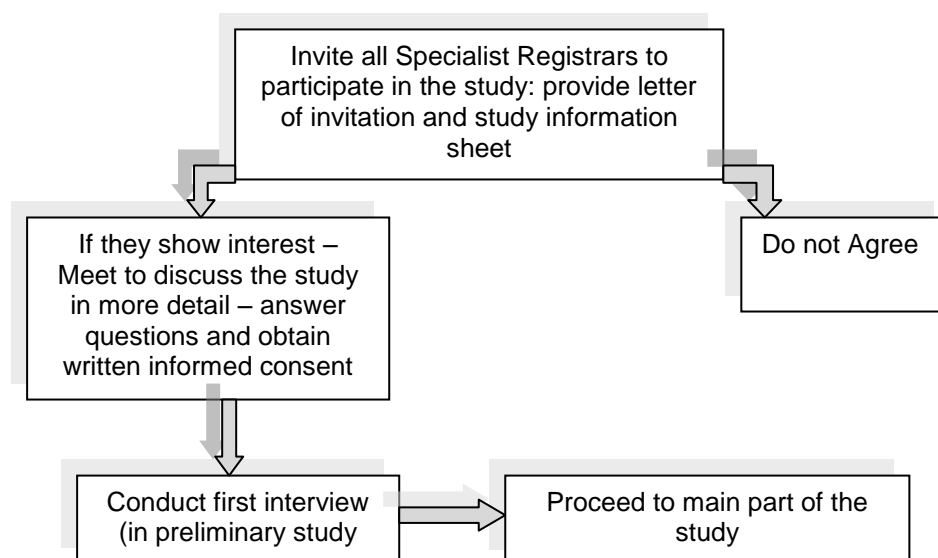 Invite all Specialist Registrars to
participate in the study: provide letter
of invitation and study information
sheet
If they show interest –
Meet to discuss the study
in more detail – answer
questions and obtain
written informed consent
Do not Agree
Conduct first interview
(in preliminary study
Proceed to main part of the
study